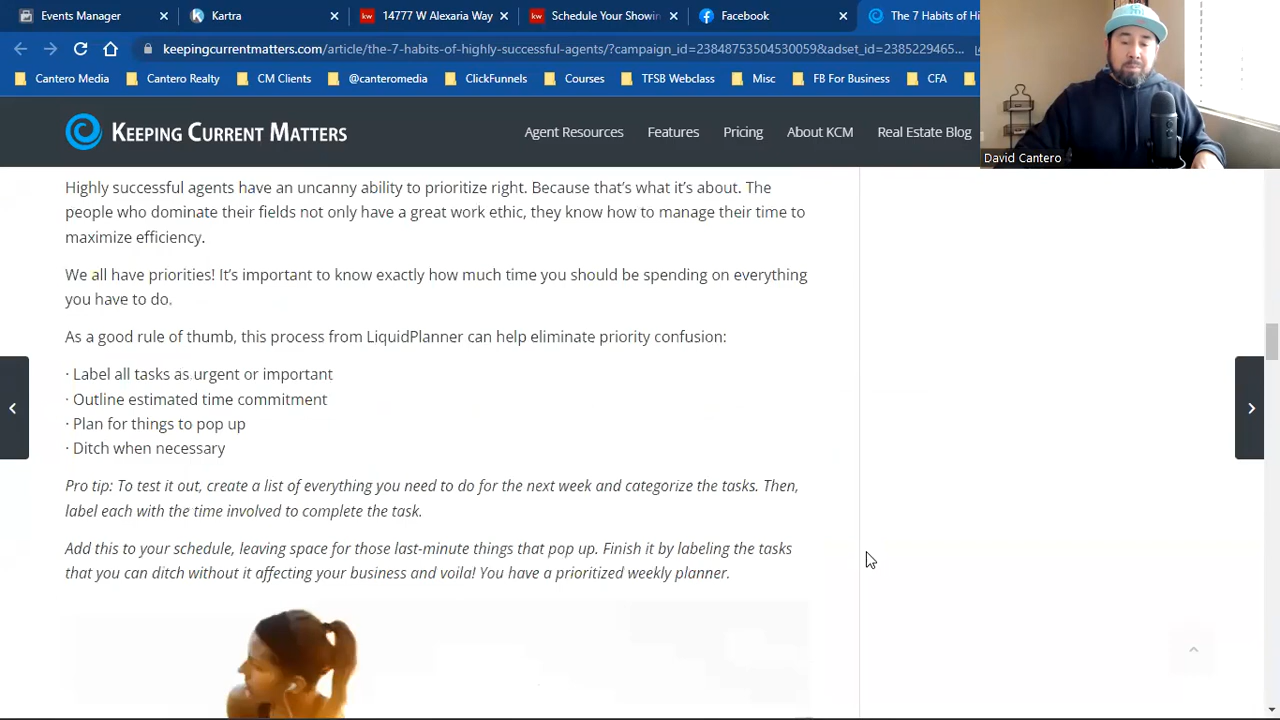 Events Manager
Kartra
14777 W Alexaria Way
Schedule Your Showin
Facebook
The 7 Habits of Hi
keepingcurrentmatters.com/article/the-7-habits-of-highly-successful-agents/?campaign_id=23848753504530059&adset_id=2385229465...
Cantero Media
Cantero Realty
CM Clients
@canteromedia
ClickFunnels
Courses
TFSB Webclass
Misc
FB For Business
CFA
David Cantero
KEEPING CURRENT MATTERS
Agent Resources
Features
Pricing
About KCM
Real Estate Blog
Highly successful agents have an uncanny ability to prioritize right. Because that's what it's about. The
people who dominate their fields not only have a great work ethic, they know how to manage their time to
maximize efficiency.
We all have priorities! It's important to know exactly how much time you should be spending on everything
you have to do.
As a good rule of thumb, this process from LiquidPlanner can help eliminate priority confusion:
· Label all tasks as urgent or important
· Outline estimated time commitment
· Plan for things to pop up
· Ditch when necessary
Pro tip: To test it out, create a list of everything you need to do for the next week and categorize the tasks. Then,
label each with the time involved to complete the task.
Add this to your schedule, leaving space for those last-minute things that pop up. Finish it by labeling the tasks
that you can ditch without it affecting your business and voila! You have a prioritized weekly planner.